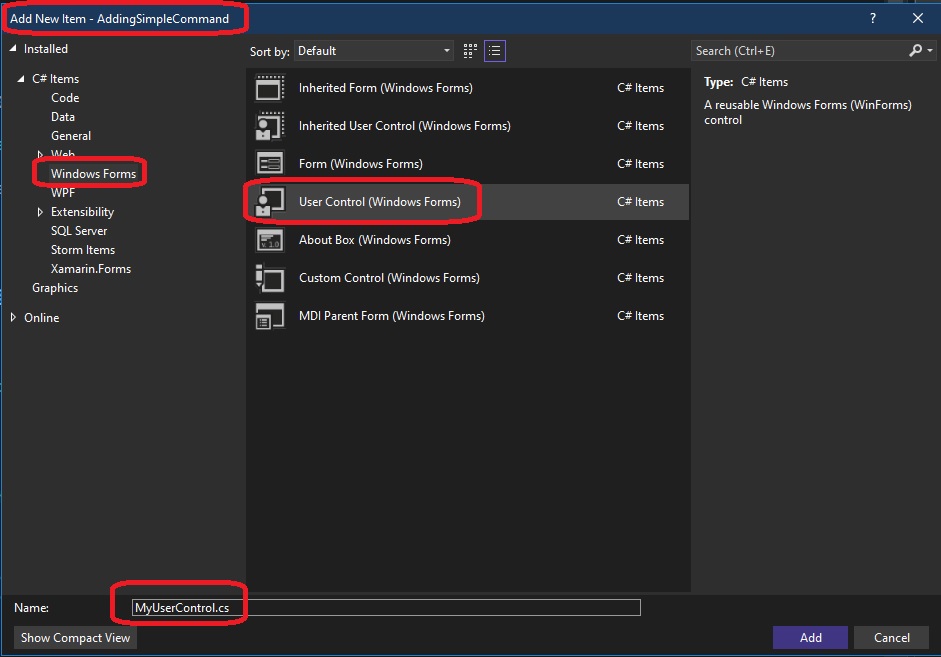 Add New Item - AddingSimpleCommand ?
Installed
Sort by: Default
Search (Ctrl+E)
C# Items
Code
Data
General
Web
Windows Forms
WPF
Extensibility
SQL Server
Storm Items
Xamarin.Forms
Graphics
Online
Inherited Form (Windows Forms) C# Items
Inherited User Control (Windows Forms) C# Items
Form (Windows Forms) C# Items
User Control (Windows Forms) C# Items
About Box (Windows Forms) C# Items
Custom Control (Windows Forms) C# Items
MDI Parent Form (Windows Forms) C# Items
Type: C# Items
A reusable Windows Forms (WinForms)
control
Name: MyUserControl.cs
Show Compact View
Add
Cancel